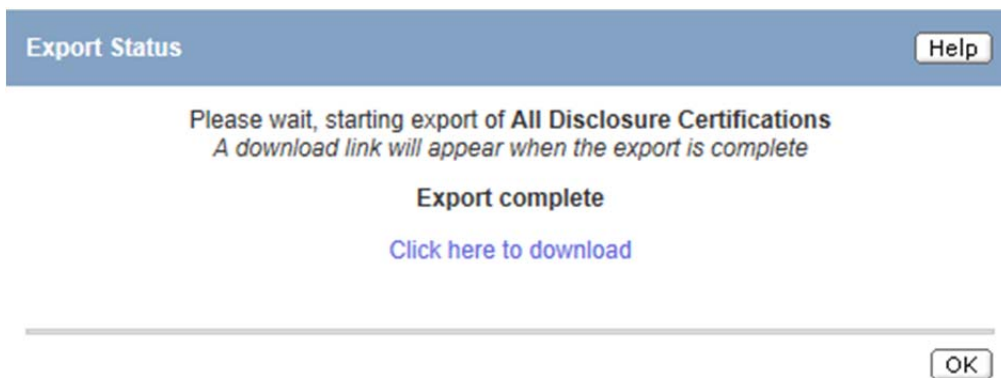 Export Status
Help
Please wait, starting export of All Disclosure Certifications
A download link will appear when the export is complete
Export complete
Click here to download
OK